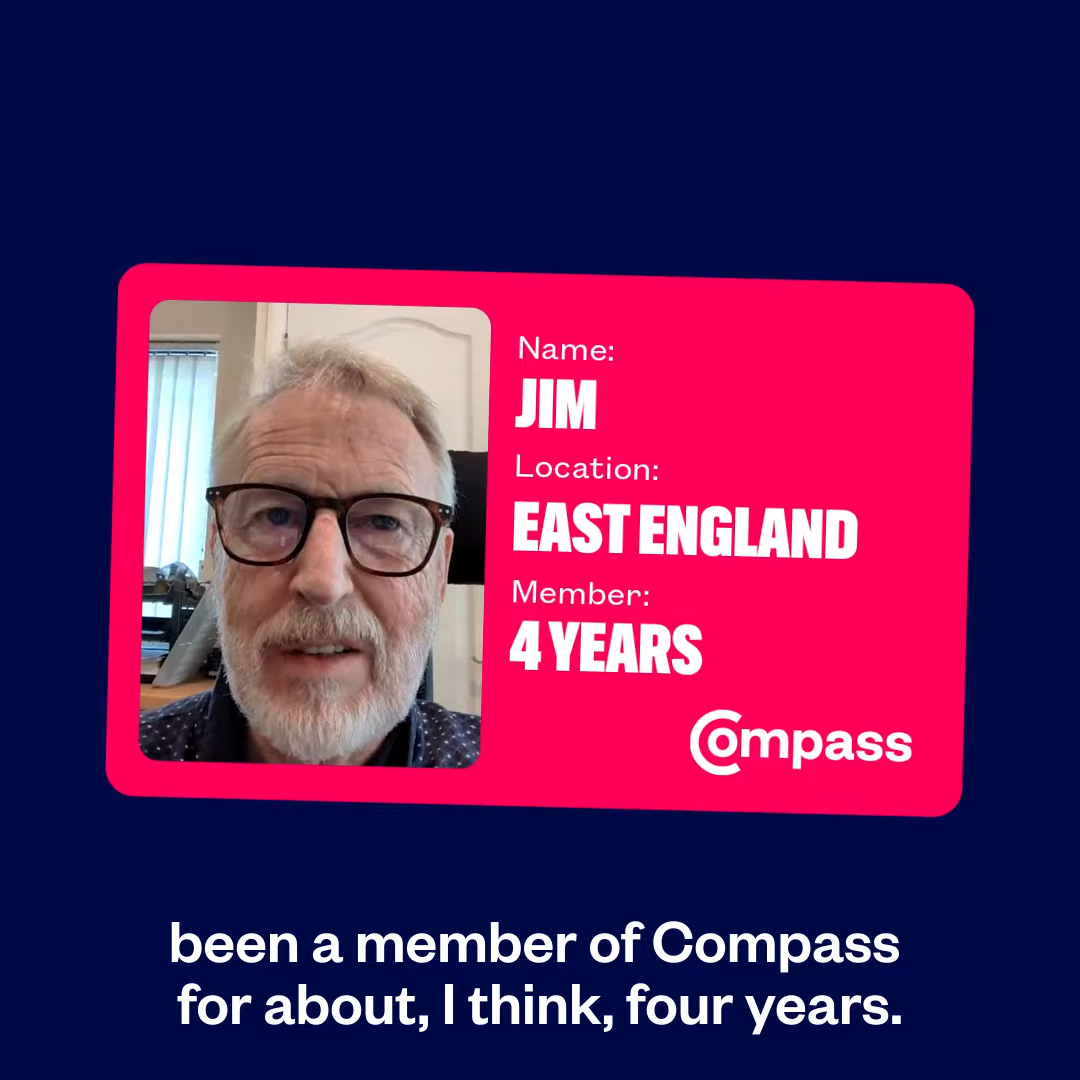 Name:
JIM
Location:
EAST ENGLAND
Member:
4 YEARS
Compass
been a member of Compass
for about, I think, four years.